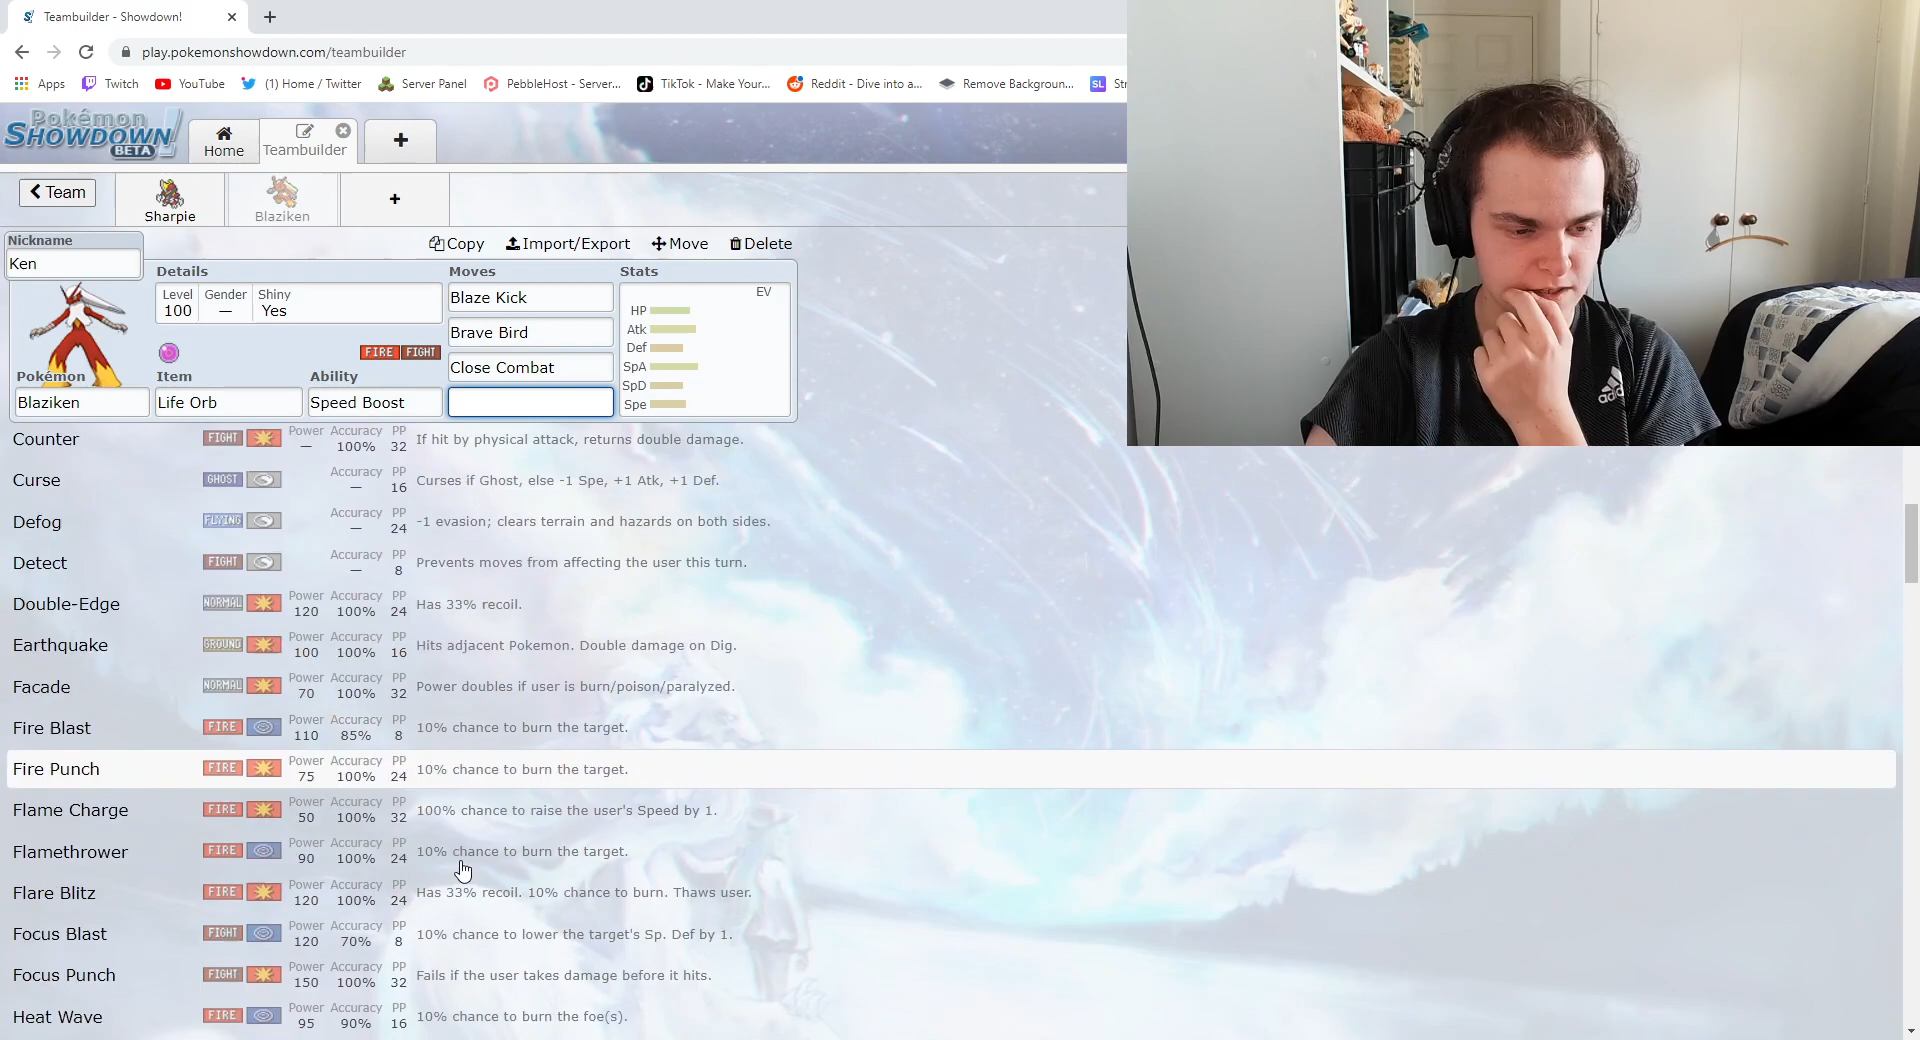 Teambuilder - Showdown!
play.pokemonshowdown.com/teambuilder
Apps Twitch YouTube (1) Home / Twitter Server Panel PebbleHost - Server... TikTok - Make Your... Reddit - Dive into a... Remove Backgroun... SL Str
Pokémon
SHOWDOWN!
BETA
Home
Teambuilder
Team
Sharpie
Blaziken
Nickname
Ken
Copy Import/Export Move Delete
Details Moves Stats
Level Gender Shiny
100 — Yes
Blaze Kick
Brave Bird
Close Combat
EV
HP
Atk
Def
SpA
SpD
Spe
FIRE FIGHT
Pokémon Item Ability
Blaziken Life Orb Speed Boost
adidas
Counter FIGHT Power — Accuracy 100% PP 32 If hit by physical attack, returns double damage.
Curse GHOST Accuracy — PP 16 Curses if Ghost, else -1 Spe, +1 Atk, +1 Def.
Defog FLYING Accuracy — PP 24 -1 evasion; clears terrain and hazards on both sides.
Detect FIGHT Accuracy — PP 8 Prevents moves from affecting the user this turn.
Double-Edge NORMAL Power 120 Accuracy 100% PP 24 Has 33% recoil.
Earthquake GROUND Power 100 Accuracy 100% PP 16 Hits adjacent Pokemon. Double damage on Dig.
Facade NORMAL Power 70 Accuracy 100% PP 32 Power doubles if user is burn/poison/paralyzed.
Fire Blast FIRE Power 110 Accuracy 85% PP 8 10% chance to burn the target.
Fire Punch FIRE Power 75 Accuracy 100% PP 24 10% chance to burn the target.
Flame Charge FIRE Power 50 Accuracy 100% PP 32 100% chance to raise the user's Speed by 1.
Flamethrower FIRE Power 90 Accuracy 100% PP 24 10% chance to burn the target.
Flare Blitz FIRE Power 120 Accuracy 100% PP 24 Has 33% recoil. 10% chance to burn. Thaws user.
Focus Blast FIGHT Power 120 Accuracy 70% PP 8 10% chance to lower the target's Sp. Def by 1.
Focus Punch FIGHT Power 150 Accuracy 100% PP 32 Fails if the user takes damage before it hits.
Heat Wave FIRE Power 95 Accuracy 90% PP 16 10% chance to burn the foe(s).